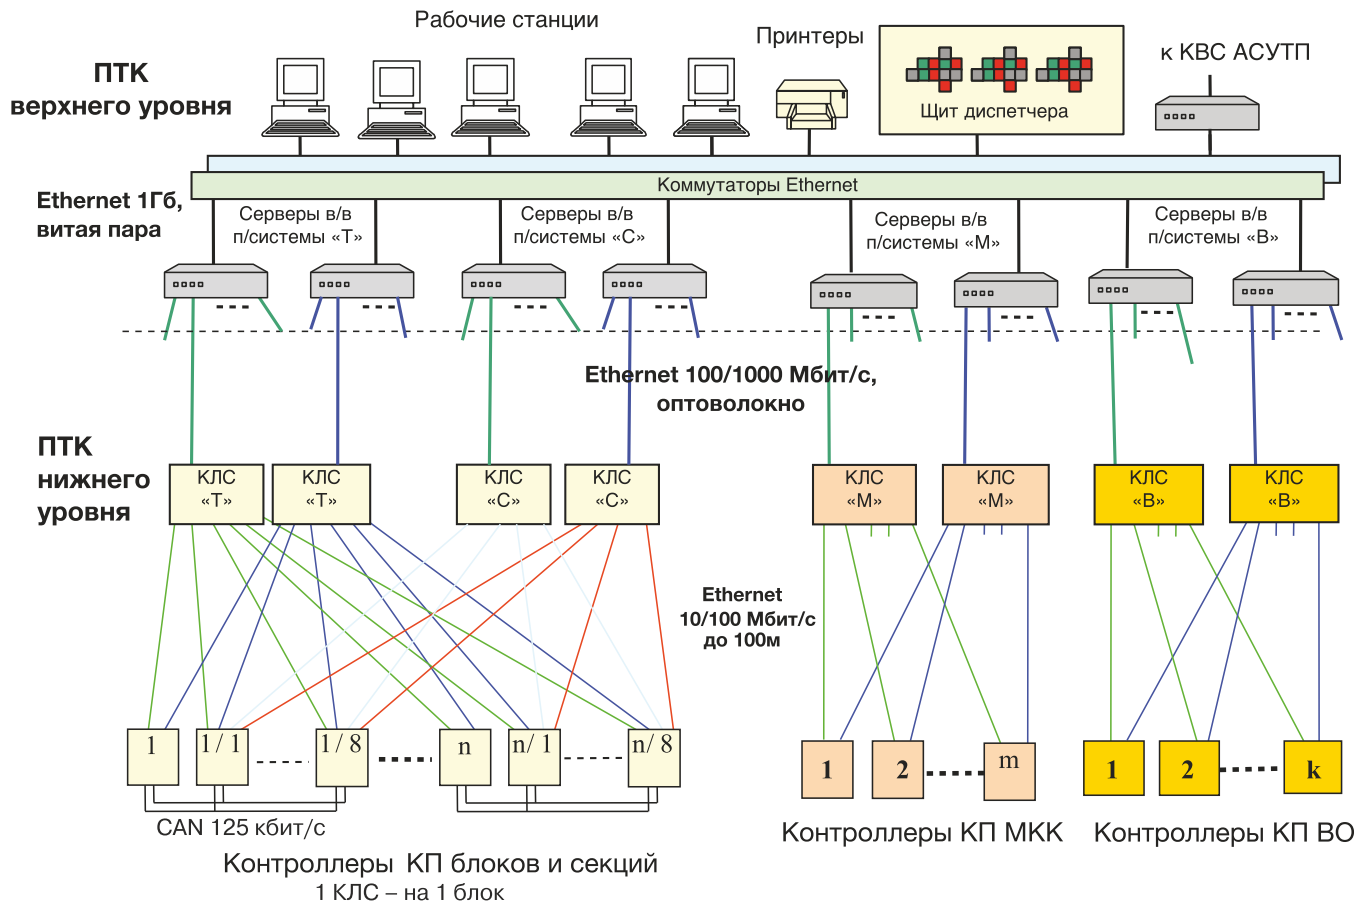 Рабочие станции
Принтеры
к КВС АСУТП
ПТК
верхнего уровня
Щит диспетчера
Коммутаторы Ethernet
Ethernet 1Гб,
витая пара
Серверы в/в
п/системы «Т»
Серверы в/в
п/системы «С»
Серверы в/в
п/системы «М»
Серверы в/в
п/системы «В»
Ethernet 100/1000 Мбит/с,
оптоволокно
ПТК
нижнего
уровня
КЛС
«Т»
КЛС
«Т»
КЛС
«С»
КЛС
«С»
КЛС
«М»
КЛС
«М»
КЛС
«В»
КЛС
«В»
Ethernet
10/100 Мбит/с
до 100м
1
1/ 1
1/ 8
n
n/ 1
n/ 8
1
2
m
1
2
k
CAN 125 кбит/с
Контроллеры КП МКК
Контроллеры КП ВО
Контроллеры КП блоков и секций
1 КЛС – на 1 блок